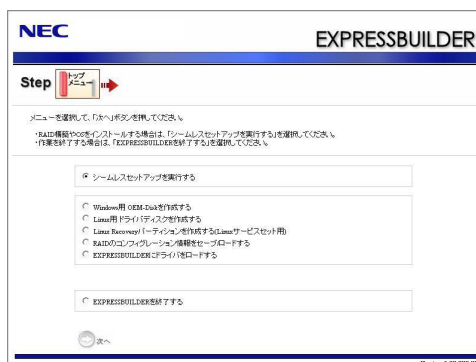 NEC
EXPRESSBUILDER
Step
トップ
メニュー
メニューを選択して、「次へ」ボタンを押してください。
・RAID構築やOSをインストールする場合は、「シームレスセットアップを実行する」を選択してください。
・作業を終了する場合は、「EXPRESSBUILDERを終了する」を選択してください。
シームレスセットアップを実行する
Windows用 OEM-Diskを作成する
Linux用 ドライバディスクを作成する
Linux Recoveryパーティションを作成する(Linuxサービスセット用)
RAIDのコンフィグレーション情報をセーブ/ロードする
EXPRESSBUILDERにドライバをロードする
EXPRESSBUILDERを終了する
次へ